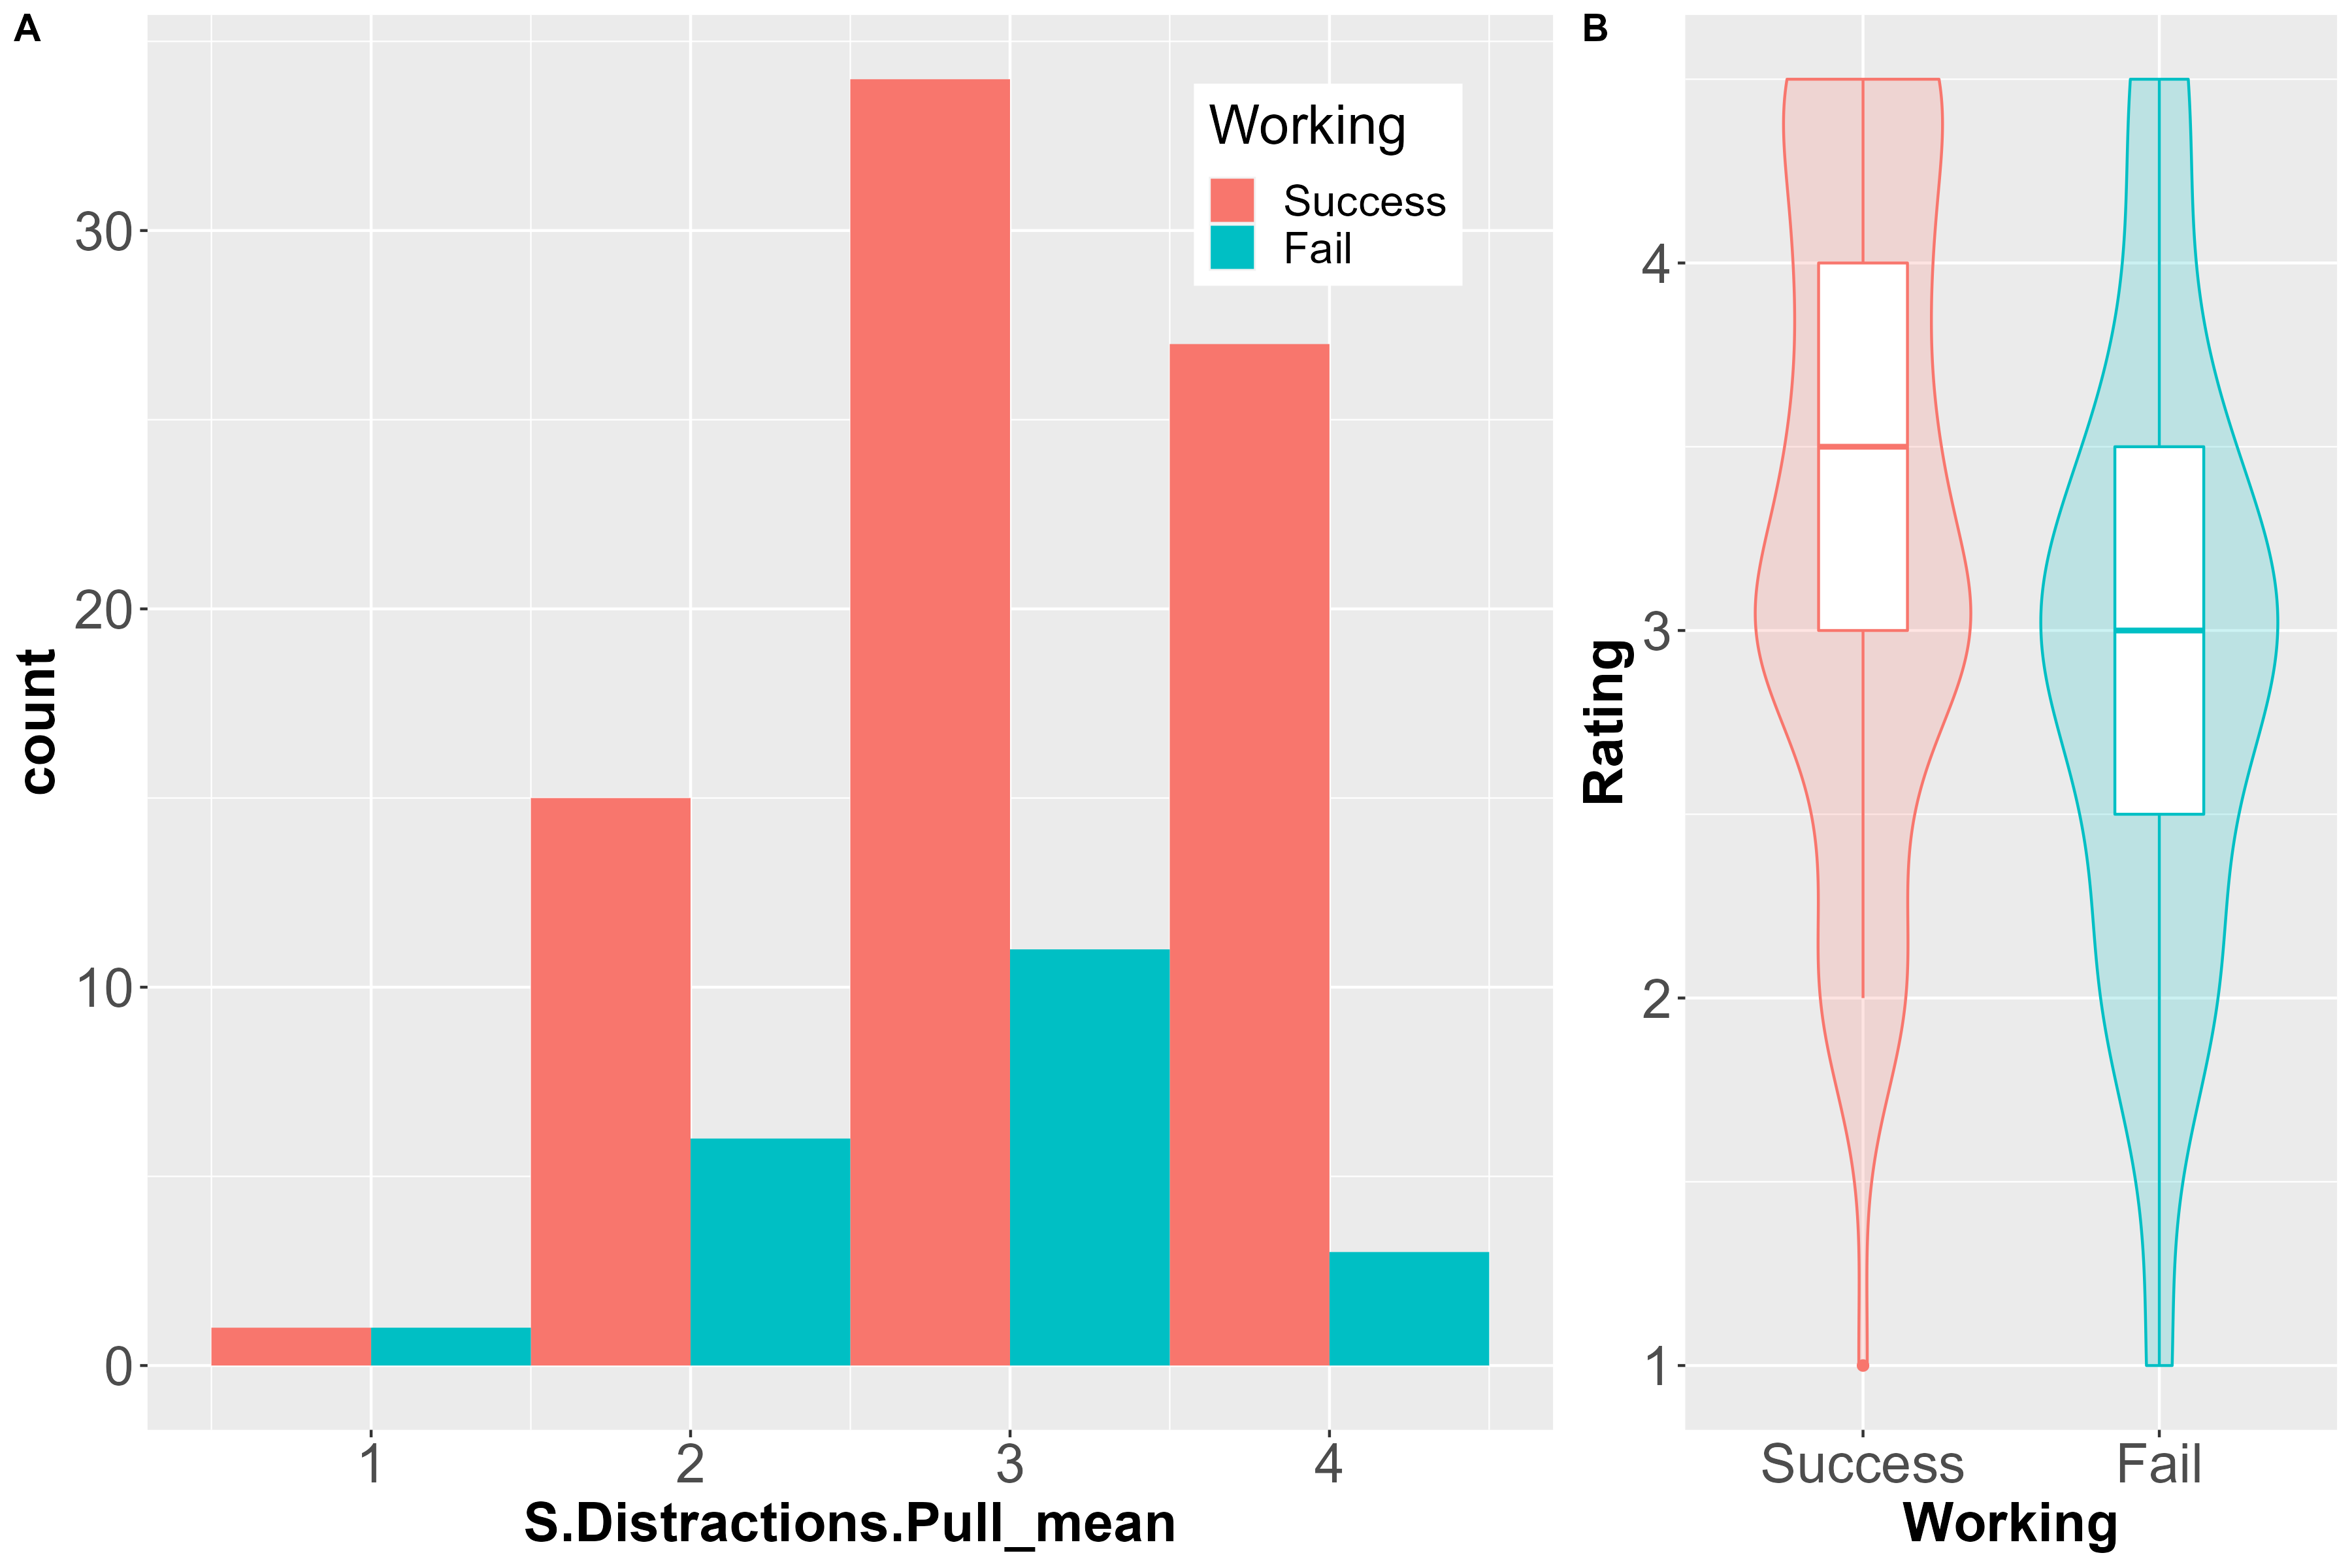 A
count
30
20
10
0
Working
Success
Fail
1 2 3 4
S.Distractions.Pull_mean
B
Rating
4
3
2
1
Success Fail
Working